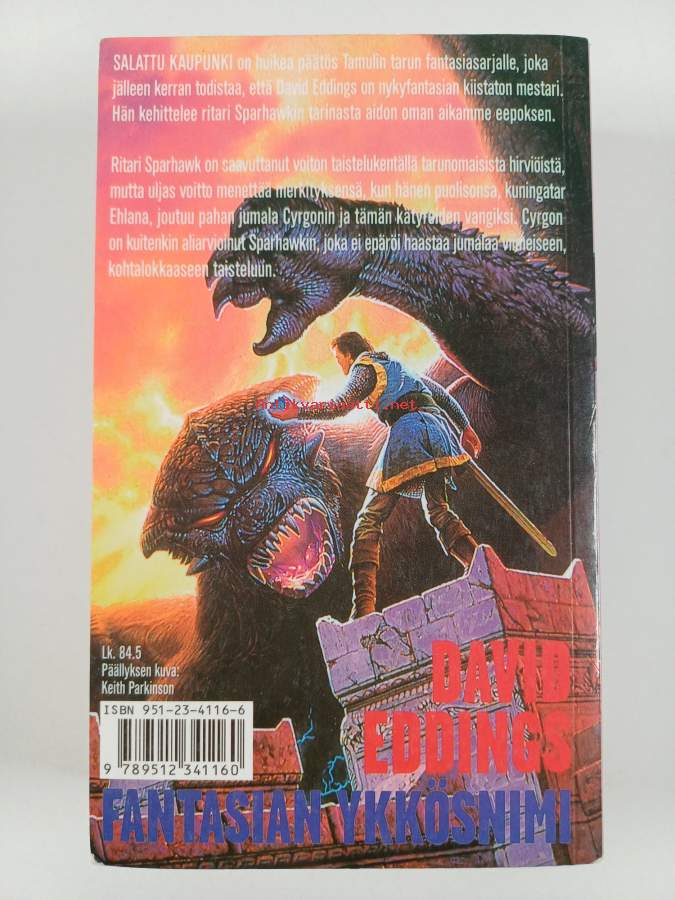 SALATTU KAUPUNKI on huikea päätös Tamulin tarun fantasiasarjalle, joka
jälleen kerran todistaa, että David Eddings on nykyfantasian kiistaton mestari.
Hän kehittelee ritari Sparhawkin tarinasta aidon oman aikamme eepoksen.
Ritari Sparhawk on saavuttanut voiton taistelukentällä tarunomaisista hirviöistä,
mutta uljas voitto menettää merkityksensä, kun hänen puolisonsa, kuningatar
Ehlana, joutuu pahan jumala Cyrgonin ja tämän kätyreiden vangiksi. Cyrgon
on kuitenkin aliarvioinut Sparhawkin, joka ei epäröi haastaa jumalaa viimeiseen,
kohtalokkaaseen taisteluun.
antikvariaatti.net
Lk. 84.5
Päällyksen kuva:
Keith Parkinson
ISBN 951-23-4116-6
9 789512 341160
DAVID
EDDINGS
FANTASIAN YKKÖSNIMI